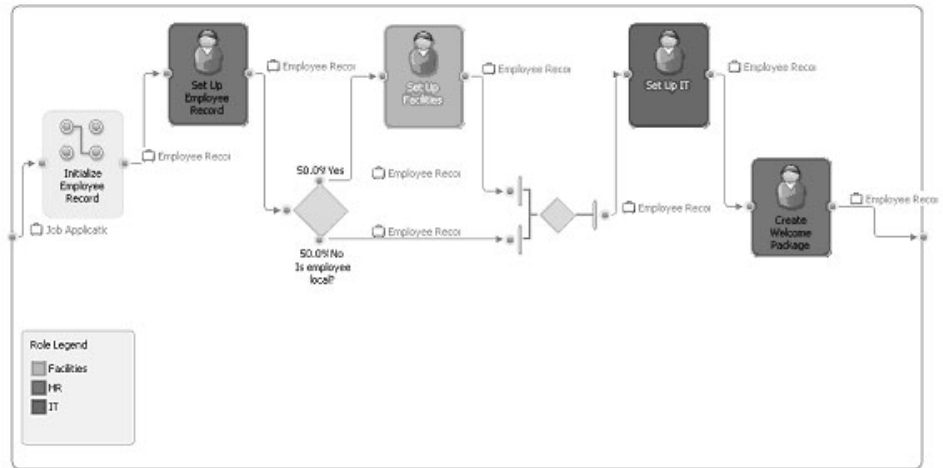 Set Up
Employee
Record
Employee Recor
Set Up
Facilities
Employee Recor
Set Up IT
Employee Recor
Initialize
Employee
Record
Employee Recor
Job Applicatic
50.0% Yes
Employee Recor
50.0% No
Is employee
local?
Employee Recor
Employee Recor
Create
Welcome
Package
Employee Recor
Role Legend
Facilities
HR
IT